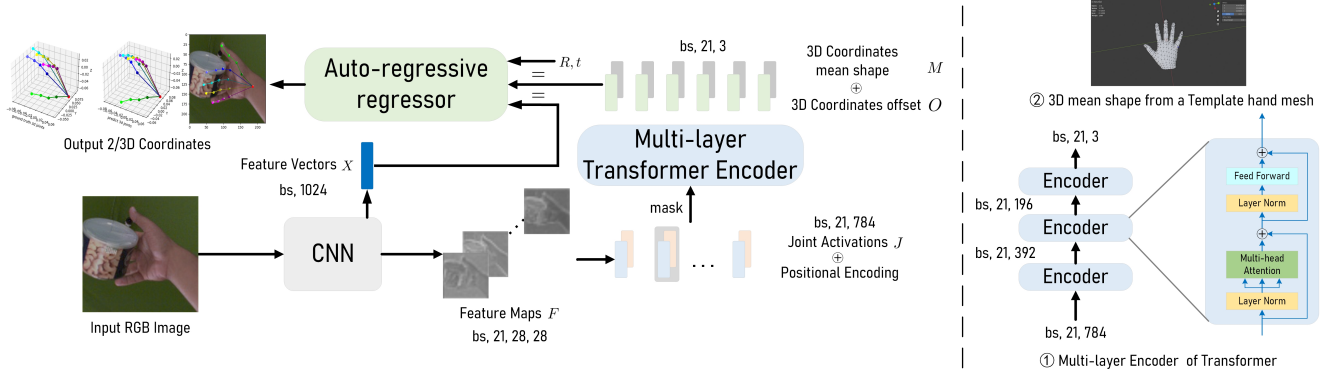 Auto-regressive
regressor
R, t
=
=
bs, 21, 3
3D Coordinates
mean shape
M
+
3D Coordinates offset O
Output 2/3D Coordinates
Feature Vectors X
bs, 1024
Multi-layer
Transformer Encoder
mask
CNN
Input RGB Image
Feature Maps F
bs, 21, 28, 28
...
bs, 21, 784
Joint Activations J
+
Positional Encoding
② 3D mean shape from a Template hand mesh
bs, 21, 3
Encoder
bs, 21, 196
Encoder
bs, 21, 392
Encoder
bs, 21, 784
+
Feed Forward
Layer Norm
+
Multi-head
Attention
Layer Norm
① Multi-layer Encoder of Transformer